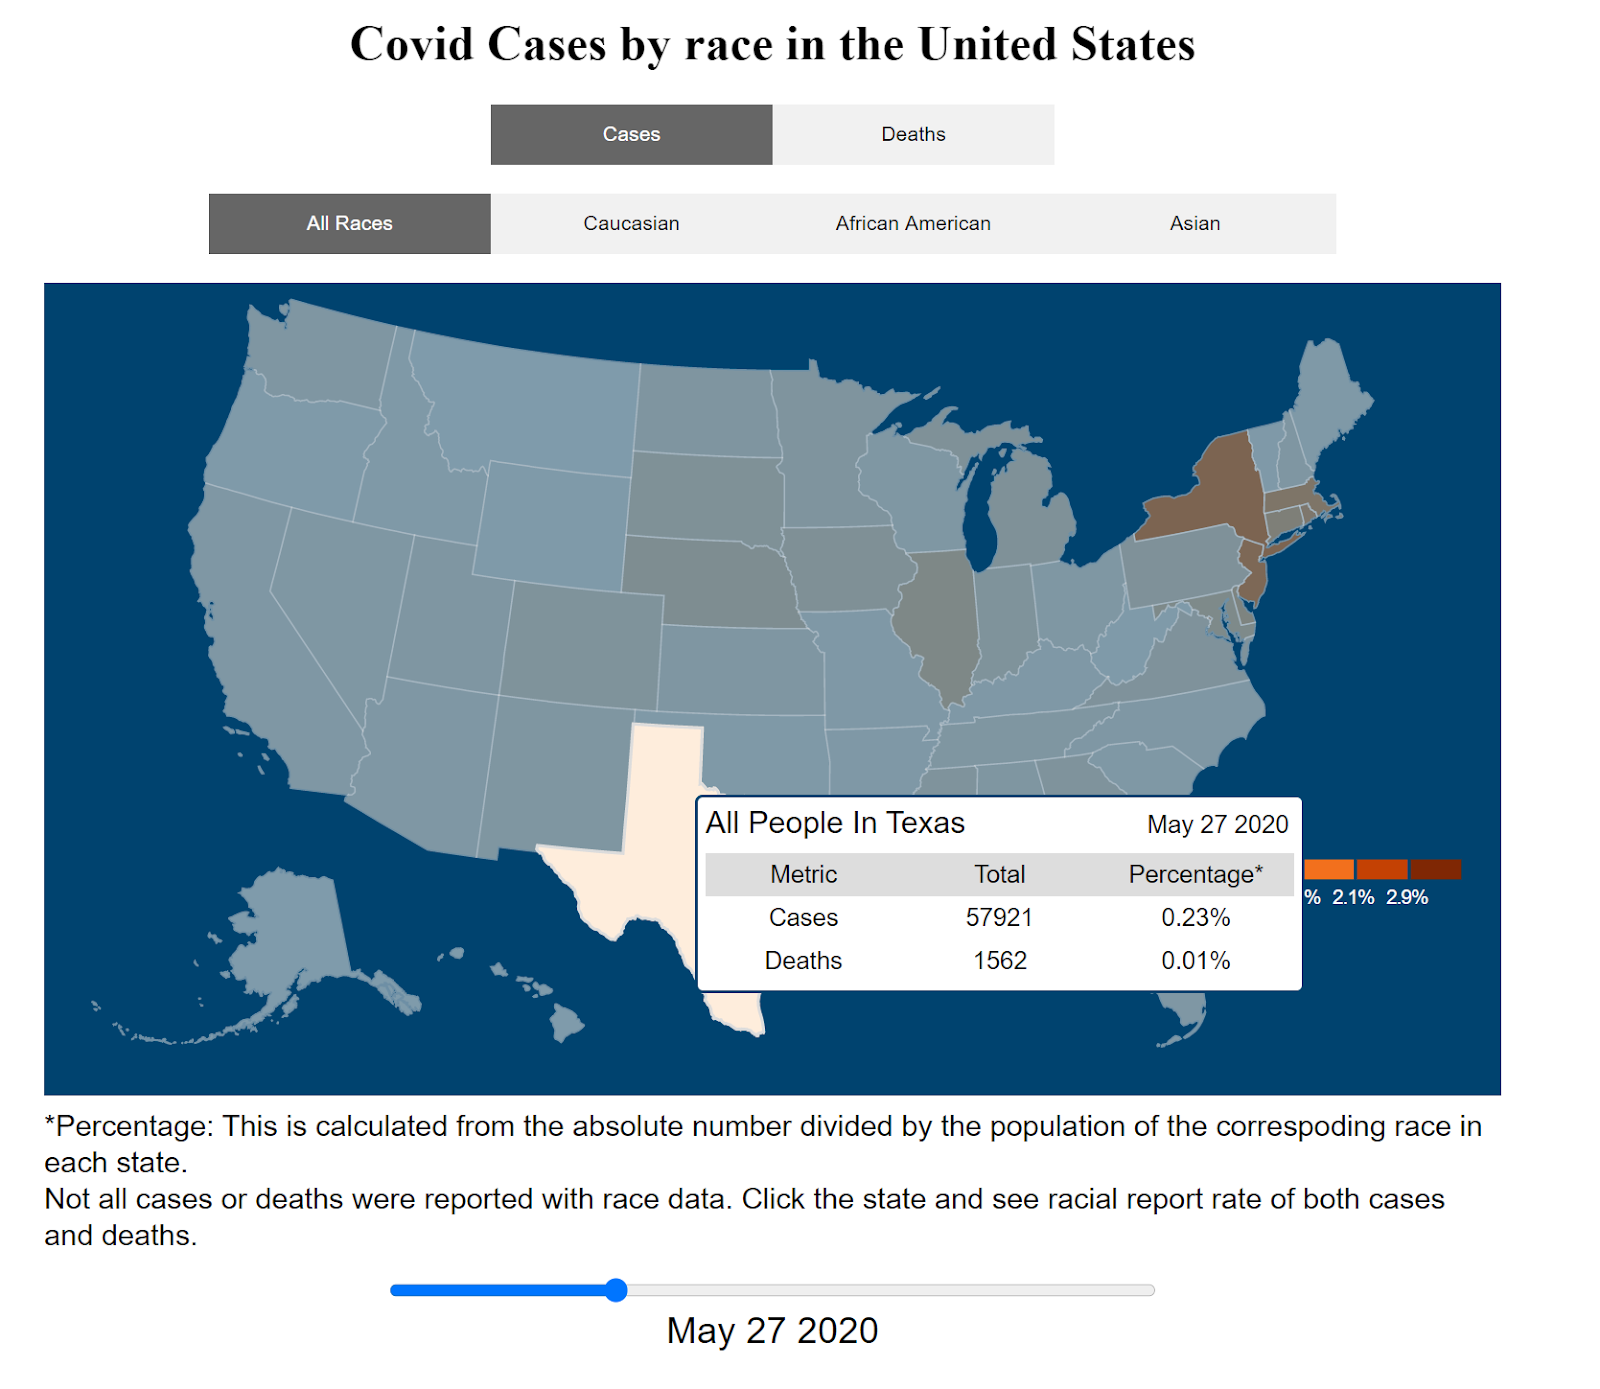 Covid Cases by race in the United States
Cases Deaths
All Races Caucasian African American Asian
All People In Texas May 27 2020
Metric Total Percentage*
Cases 57921 0.23%
Deaths 1562 0.01%
% 2.1% 2.9%
*Percentage: This is calculated from the absolute number divided by the population of the correspoding race in
each state.
Not all cases or deaths were reported with race data. Click the state and see racial report rate of both cases
and deaths.
May 27 2020